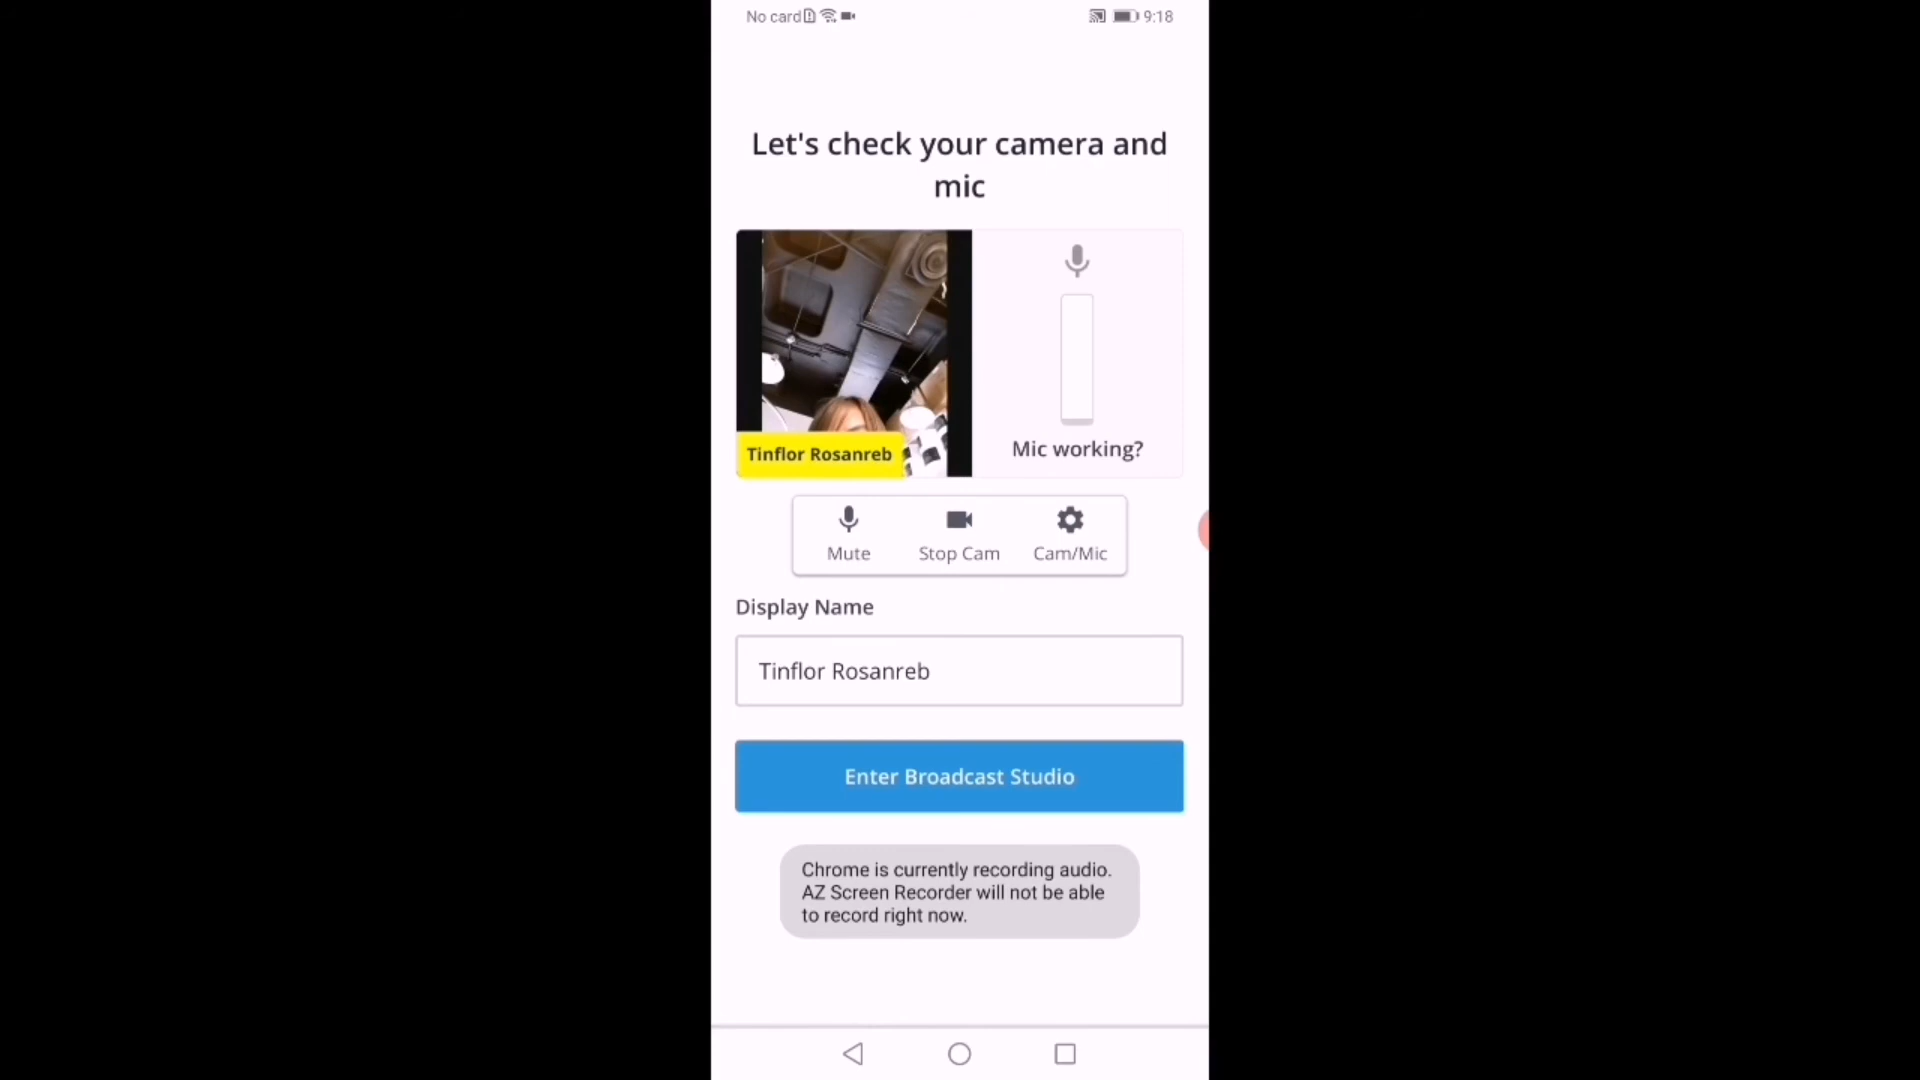 No card 9:18
Let's check your camera and
mic
Tinflor Rosanreb
Mic working?
Mute Stop Cam Cam/Mic
Display Name
Tinflor Rosanreb
Enter Broadcast Studio
Chrome is currently recording audio.
AZ Screen Recorder will not be able
to record right now.